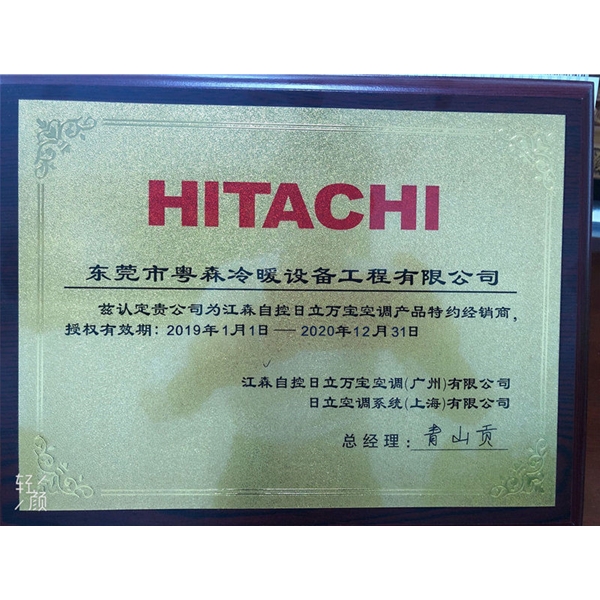 HITACHI
东莞市粤森冷暖设备工程有限公司
兹认定贵公司为江森自控日立万宝空调产品特约经销商,
授权有效期: 2019年1月1日 — 2020年12月31日
江森自控日立万宝空调(广州)有限公司
日立空调系统(上海)有限公司
总经理: 青山贡
轻颜